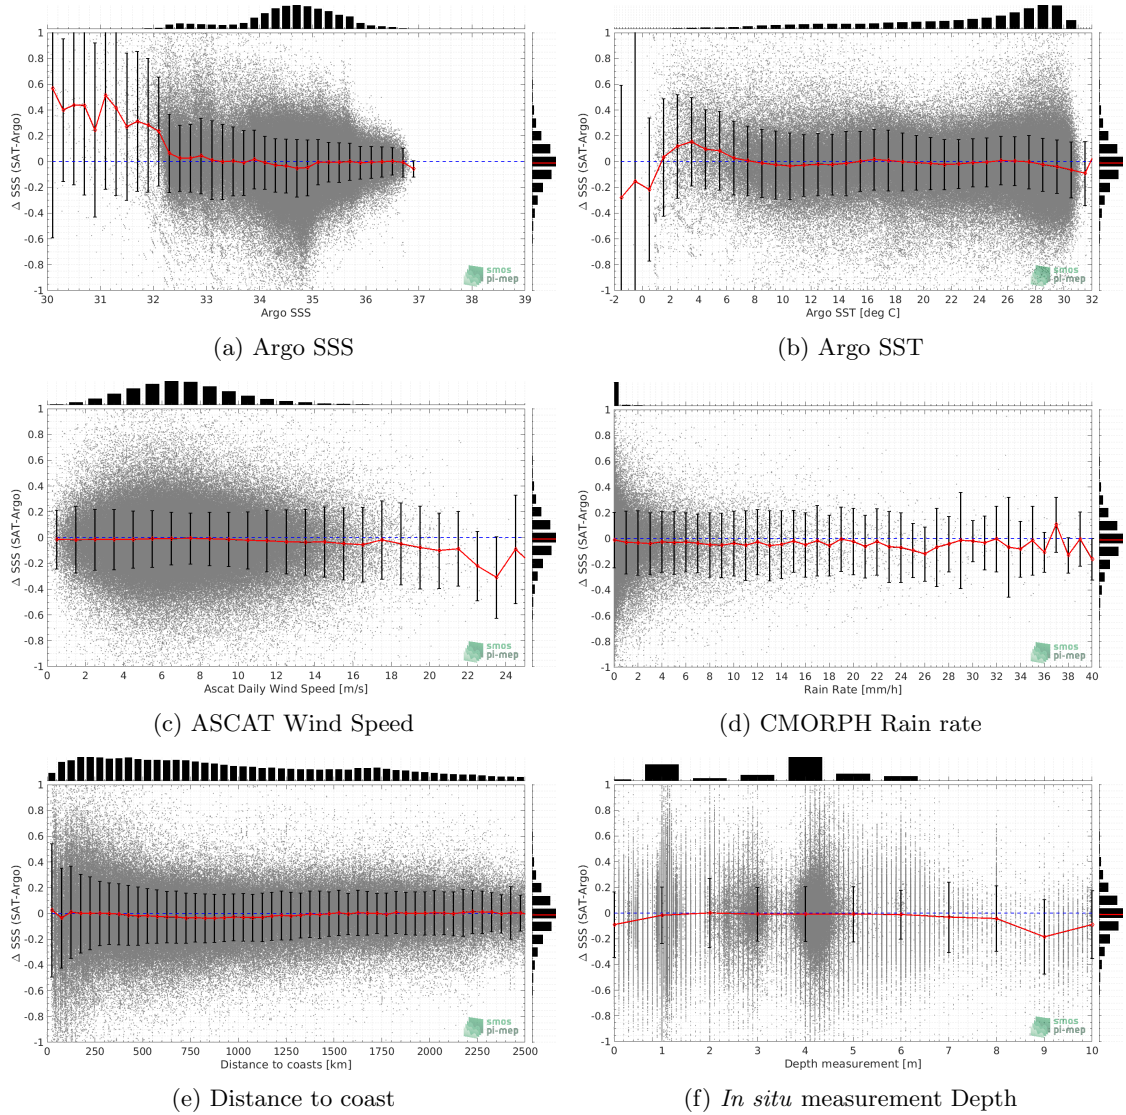 1
0.8
0.6
0.4
0.2
0
-0.2
-0.4
-0.6
-0.8
-1
Δ SSS (SAT-Argo)
30 31 32 33 34 35 36 37 38 39
Argo SSS
smos
pi-mep
(a) Argo SSS
1
0.8
0.6
0.4
0.2
0
-0.2
-0.4
-0.6
-0.8
-1
Δ SSS (SAT-Argo)
-2 0 2 4 6 8 10 12 14 16 18 20 22 24 26 28 30 32
Argo SST [deg C]
smos
pi-mep
(b) Argo SST
1
0.8
0.6
0.4
0.2
0
-0.2
-0.4
-0.6
-0.8
-1
Δ SSS (SAT-Argo)
0 2 4 6 8 10 12 14 16 18 20 22 24
Ascat Daily Wind Speed [m/s]
smos
pi-mep
(c) ASCAT Wind Speed
1
0.8
0.6
0.4
0.2
0
-0.2
-0.4
-0.6
-0.8
-1
Δ SSS (SAT-Argo)
0 2 4 6 8 10 12 14 16 18 20 22 24 26 28 30 32 34 36 38 40
Rain Rate [mm/h]
smos
pi-mep
(d) CMORPH Rain rate
1
0.8
0.6
0.4
0.2
0
-0.2
-0.4
-0.6
-0.8
-1
Δ SSS (SAT-Argo)
0 250 500 750 1000 1250 1500 1750 2000 2250 2500
Distance to coasts [km]
smos
pi-mep
(e) Distance to coast
1
0.8
0.6
0.4
0.2
0
-0.2
-0.4
-0.6
-0.8
-1
Δ SSS (SAT-Argo)
0 1 2 3 4 5 6 7 8 9 10
Depth measurement [m]
smos
pi-mep
(f) In situ measurement Depth